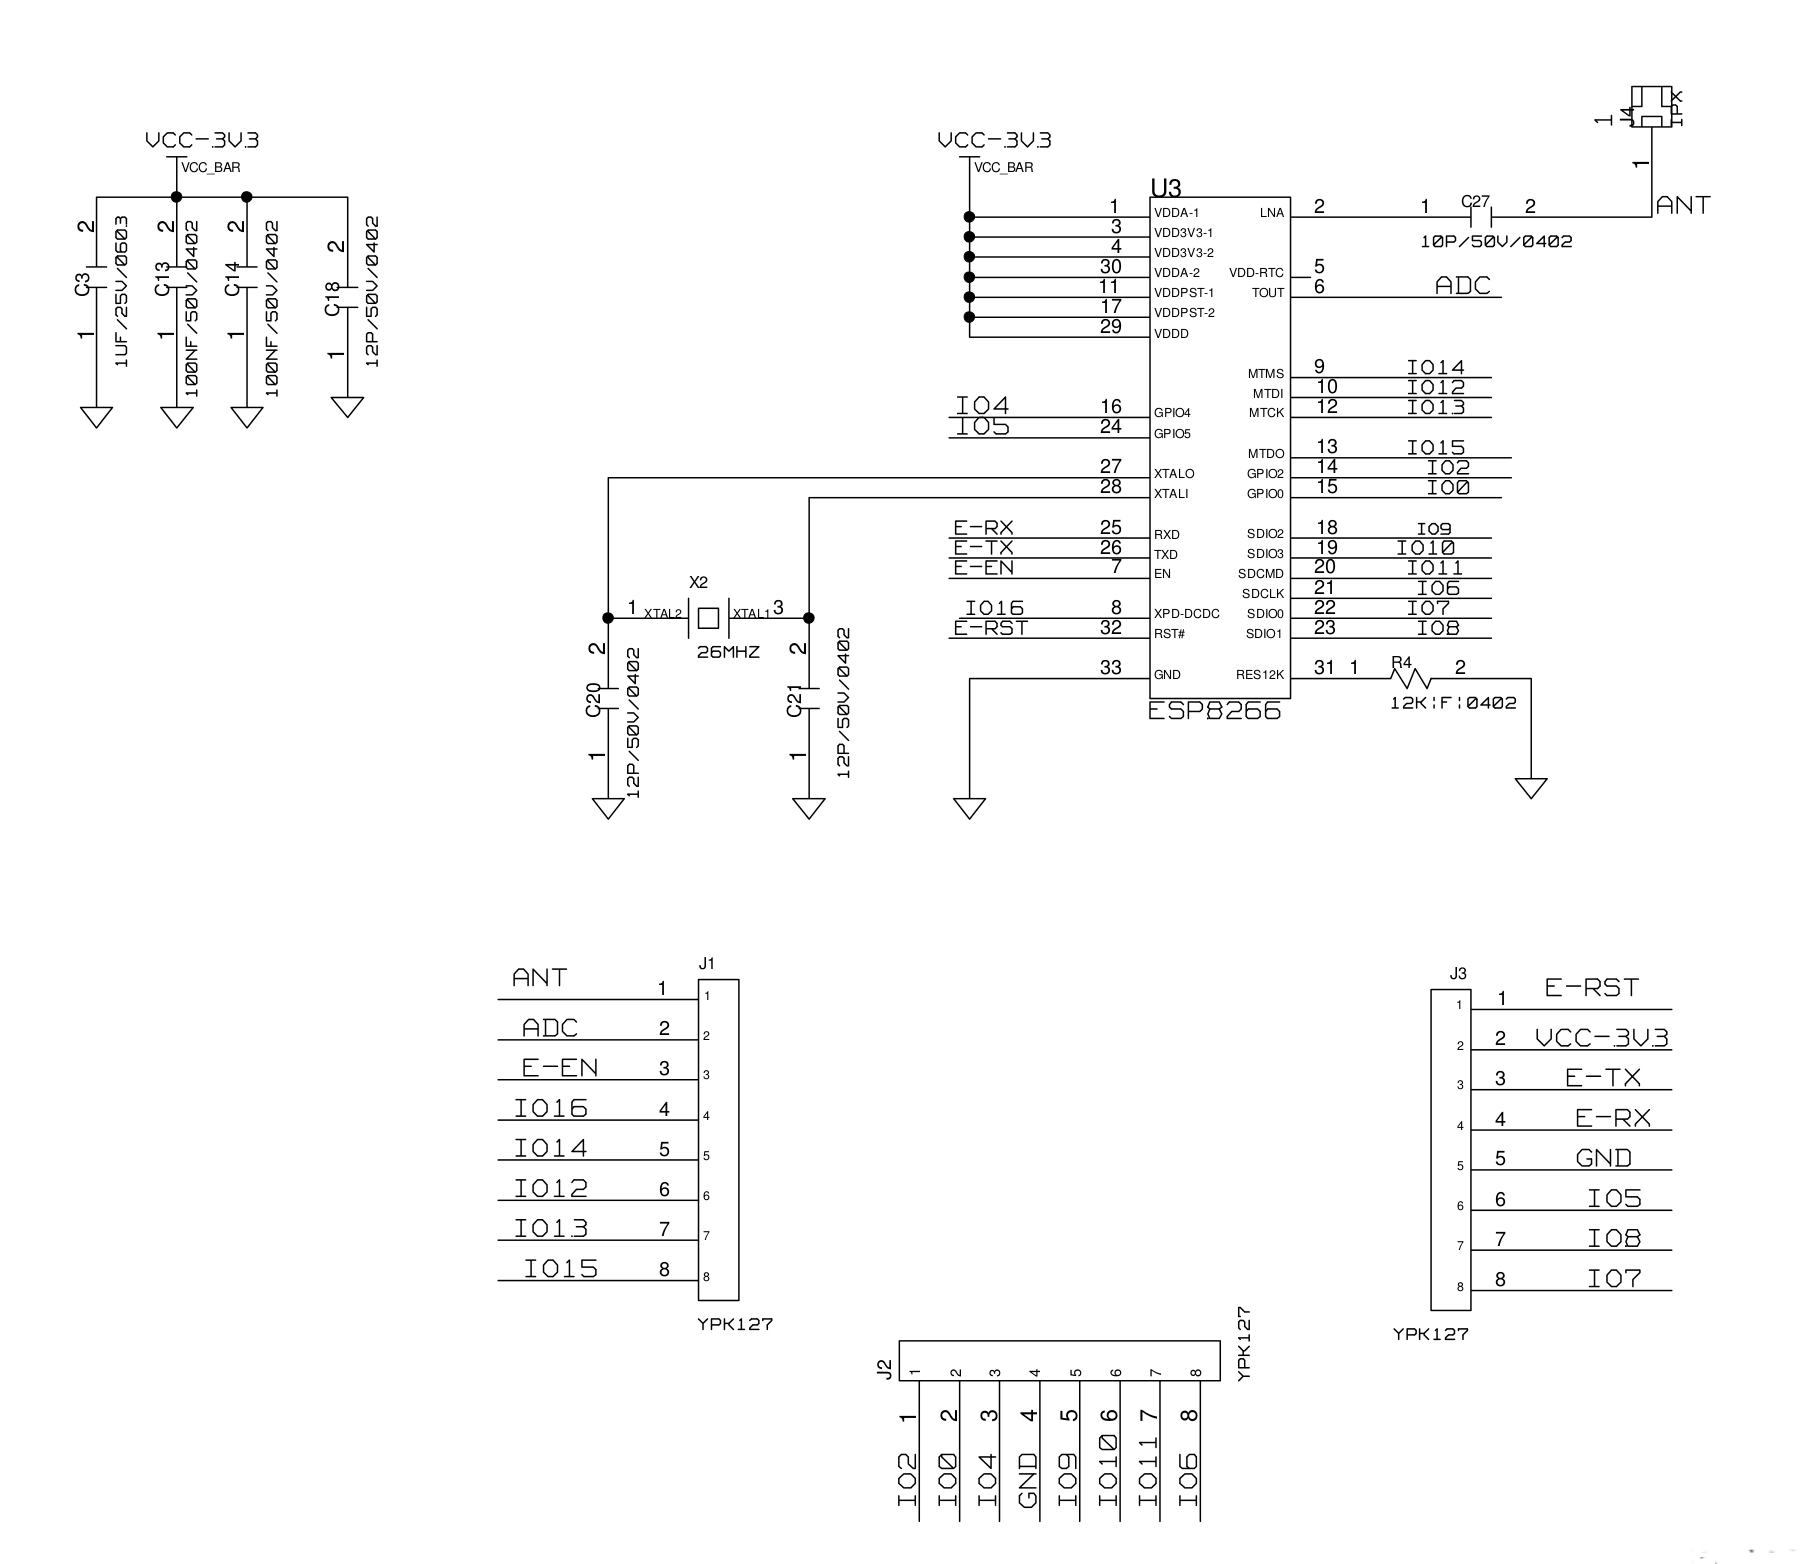 VCC-3V3
VCC_BAR
2 2 2 2
C3 1UF/25V/0603
C13 100NF/50V/0402
C14 100NF/50V/0402
C18 12P/50V/0402
1 1 1 1
VCC-3V3
VCC_BAR
U3
1 VDDA-1
3 VDD3V3-1
4 VDD3V3-2
30 VDDA-2
11 VDDPST-1
17 VDDPST-2
29 VDDD
IO4 16 GPIO4
IO5 24 GPIO5
27 XTALO
28 XTALI
E-RX 25 RXD
E-TX 26 TXD
E-EN 7 EN
IO16 8 XPD-DCDC
E-RST 32 RST#
33 GND
LNA 2 1 C27 2 ANT
10P/50V/0402
1 J4 IPX
1
VDD-RTC 5
TOUT 6 ADC
MTMS 9 IO14
MTDI 10 IO12
MTCK 12 IO13
MTDO 13 IO15
GPIO2 14 IO2
GPIO0 15 IO0
SDIO2 18 IO9
SDIO3 19 IO10
SDCMD 20 IO11
SDCLK 21 IO6
SDIO0 22 IO7
SDIO1 23 IO8
RES12K 31 1 R4 2
12K¦F¦0402
ESP8266
X2
1 XTAL2 XTAL1 3
26MHZ
2 C20 1 12P/50V/0402
2 C21 1 12P/50V/0402
J1
ANT 1 1
ADC 2 2
E-EN 3 3
IO16 4 4
IO14 5 5
IO12 6 6
IO13 7 7
IO15 8 8
YPK127
J3
1 1 E-RST
2 2 VCC-3V3
3 3 E-TX
4 4 E-RX
5 5 GND
6 6 IO5
7 7 IO8
8 8 IO7
YPK127
J2
YPK127
1 2 3 4 5 6 7 8
1 2 3 4 5 6 7 8
IO2 IO0 IO4 GND IO9 IO10 IO11 IO6